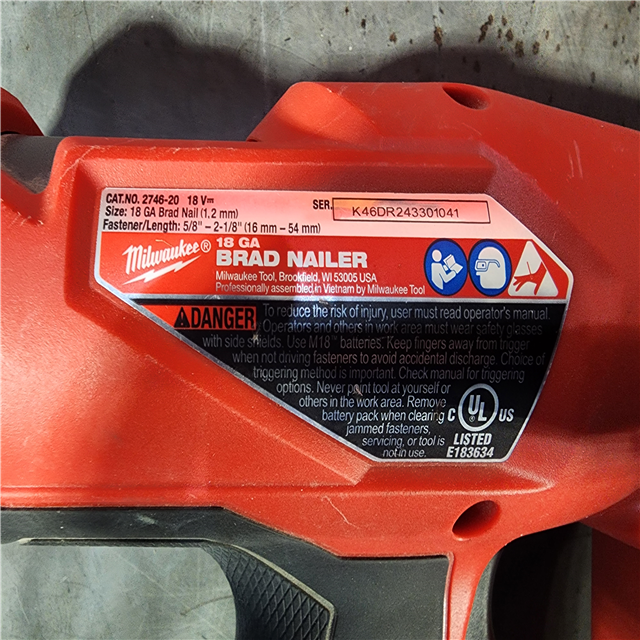 CAT.NO. 2746-20 18 V⎓
Size: 18 GA Brad Nail (1.2 mm)
Fastener/Length: 5/8" – 2-1/8" (16 mm – 54 mm)
SER.
K46DR243301041
Milwaukee®
18 GA
BRAD NAILER
Milwaukee Tool, Brookfield, WI 53005 USA
Professionally assembled in Vietnam by Milwaukee Tool
DANGER
To reduce the risk of injury, user must read operator's manual.
Operators and others in work area must wear safety glasses
with side shields. Use M18™ batteries. Keep fingers away from trigger
when not driving fasteners to avoid accidental discharge. Choice of
triggering method is important. Check manual for triggering
options. Never point tool at yourself or
others in the work area. Remove
battery pack when clearing
jammed fasteners,
servicing, or tool is
not in use.
C UL® US
LISTED
E183634